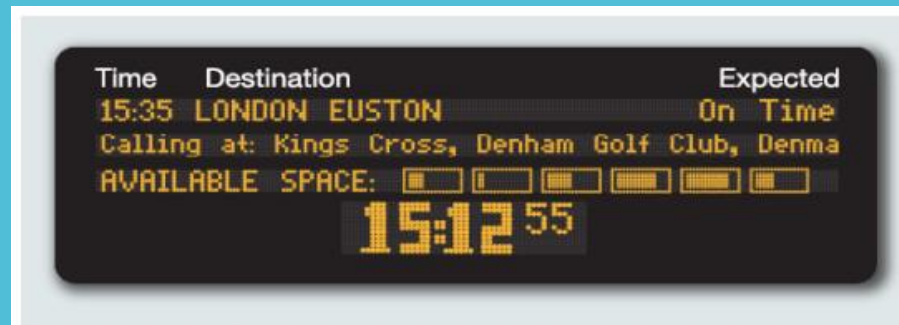 Time Destination Expected
15:35 LONDON EUSTON On Time
Calling at: Kings Cross, Denham Golf Club, Denma
AVAILABLE SPACE:
15:12 55